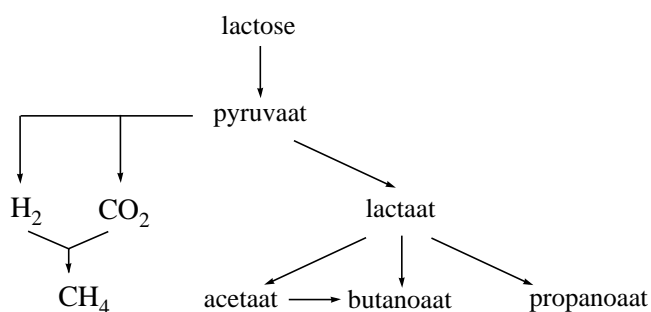 lactose
pyruvaat
H₂ CO₂ lactaat
CH₄ acetaat butanoaat propanoaat